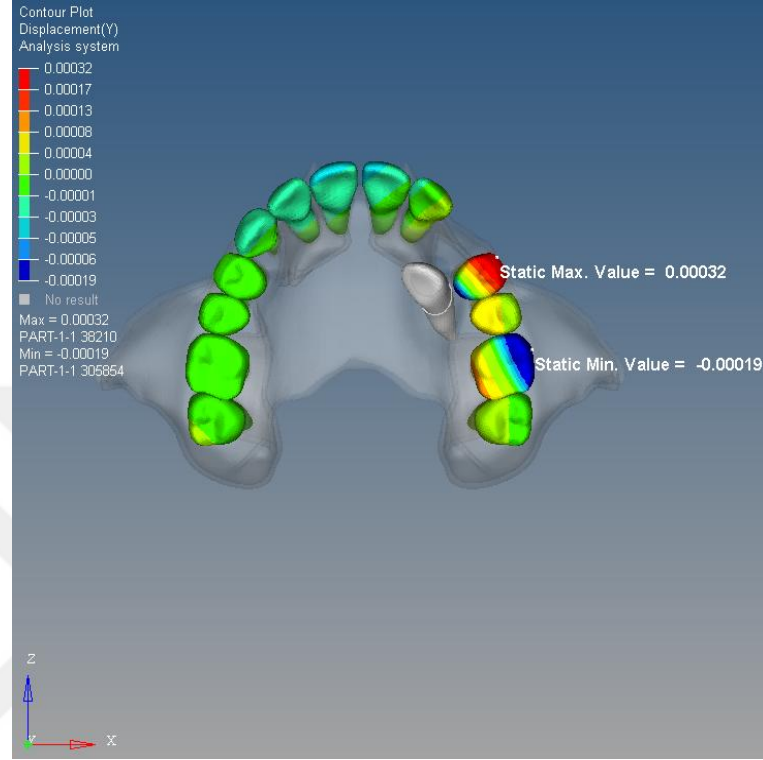 Contour Plot
Displacement(Y)
Analysis system
0.00032
0.00017
0.00013
0.00008
0.00004
0.00000
-0.00001
-0.00003
-0.00005
-0.00006
-0.00019
No result
Max = 0.00032
PART-1-1 38210
Min = -0.00019
PART-1-1 305854
Static Max. Value = 0.00032
Static Min. Value = -0.00019
Z
Y
X